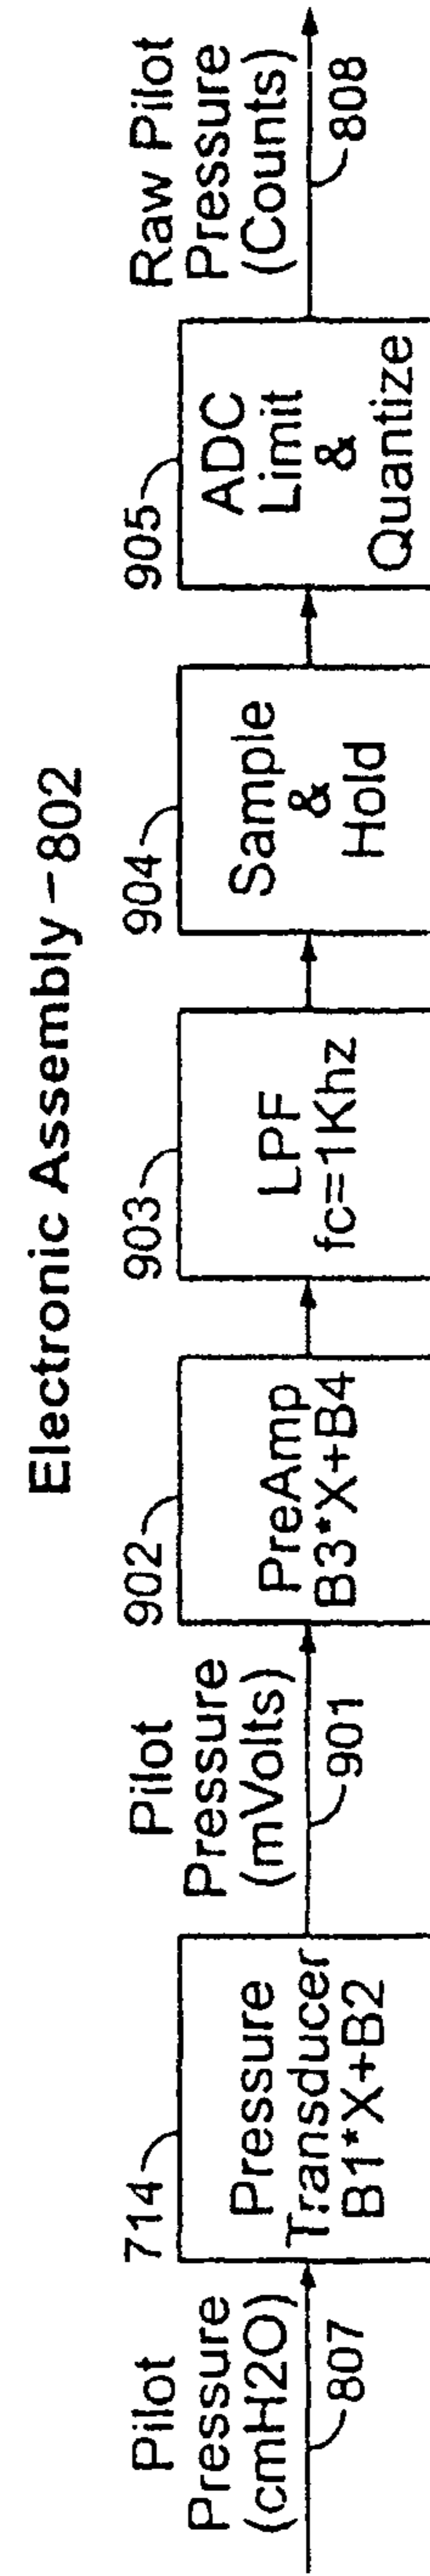 Electronic Assembly-802
Pilot
Pressure
(cmH2O)
807
714
Pressure
Transducer
B1*X+B2
Pilot
Pressure
(mVolts)
901
902
PreAmp
B3*X+B4
903
LPF
fc=1Khz
904
Sample
&
Hold
905
ADC
Limit
&
Quantize
Raw Pilot
Pressure
(Counts)
808